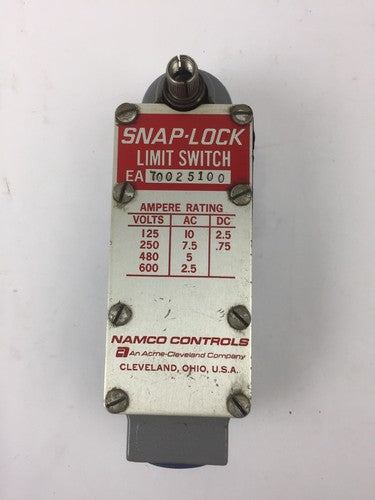 SNAP-LOCK
LIMIT SWITCH
EA 70025100
AMPERE RATING
VOLTS AC DC
125 10 2.5
250 7.5 .75
480 5
600 2.5
NAMCO CONTROLS
An Acme-Cleveland Company
CLEVELAND, OHIO, U.S.A.